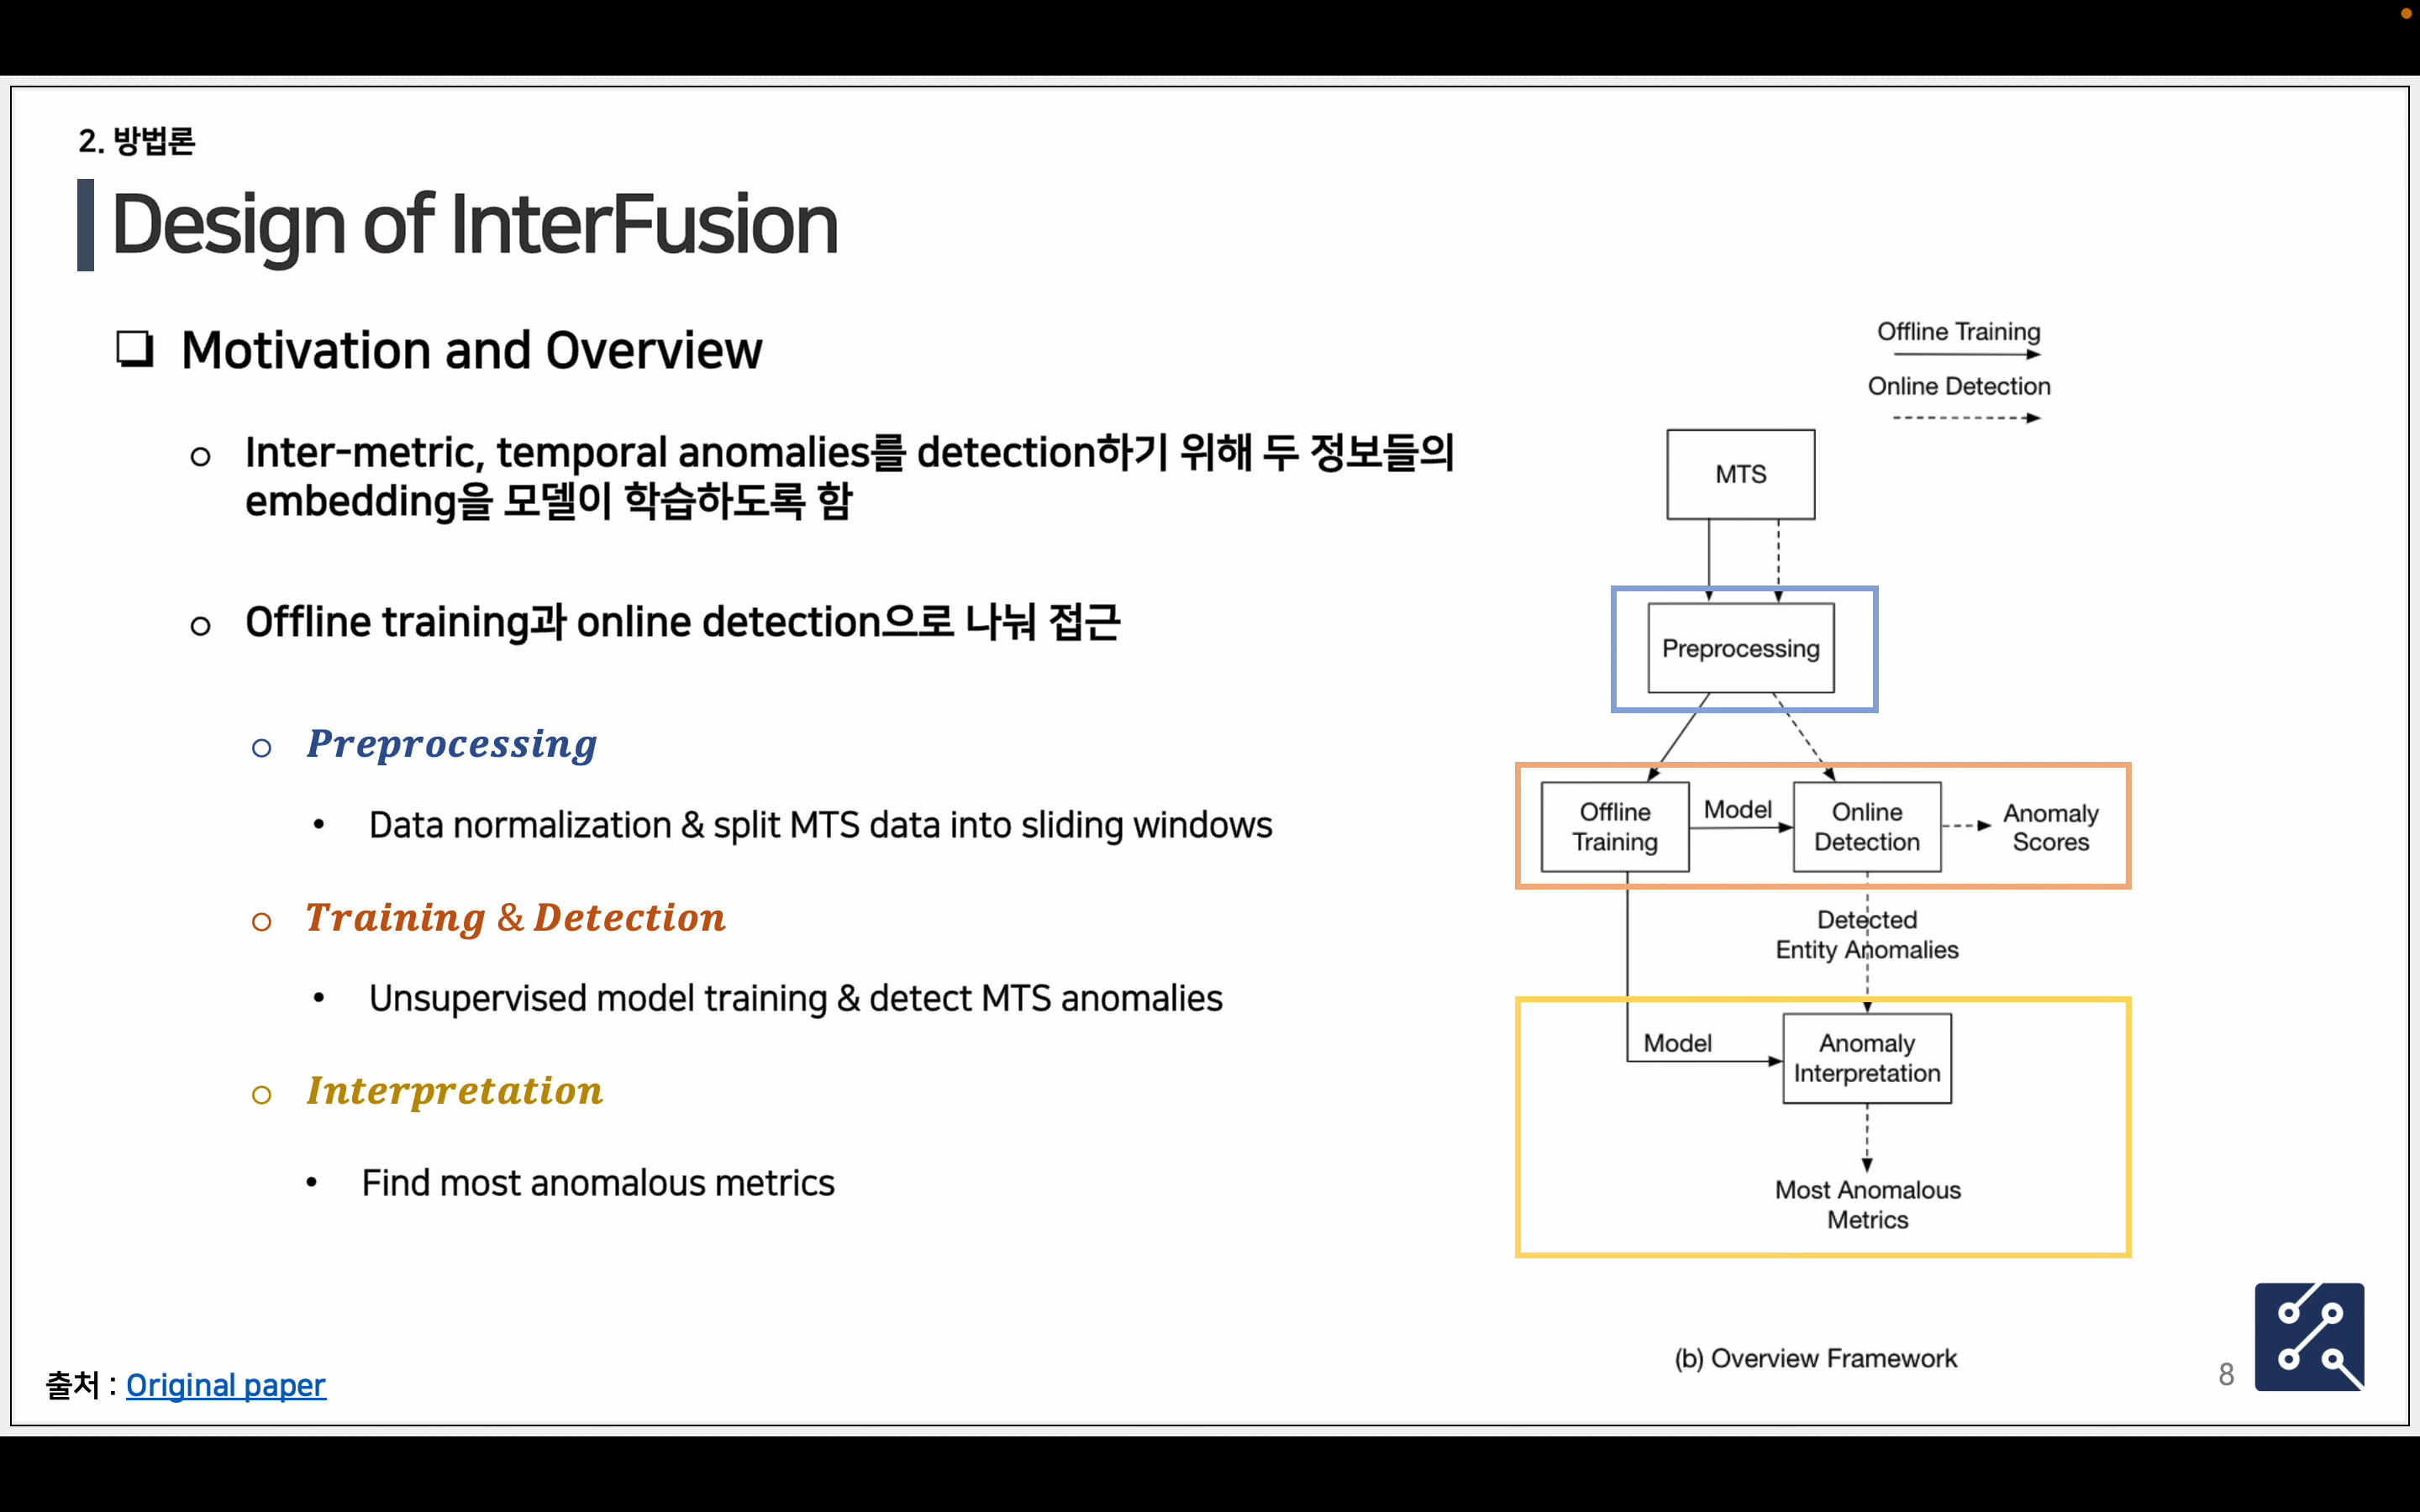 2. 방법론
Design of InterFusion
❑ Motivation and Overview
○ Inter-metric, temporal anomalies를 detection하기 위해 두 정보들의
embedding을 모델이 학습하도록 함
○ Offline training과 online detection으로 나눠 접근
○ Preprocessing
• Data normalization & split MTS data into sliding windows
○ Training & Detection
• Unsupervised model training & detect MTS anomalies
○ Interpretation
• Find most anomalous metrics
Offline Training
Online Detection
MTS
Preprocessing
Offline
Training
Model
Online
Detection
Anomaly
Scores
Detected
Entity Anomalies
Model
Anomaly
Interpretation
Most Anomalous
Metrics
(b) Overview Framework
출처 : Original paper
8